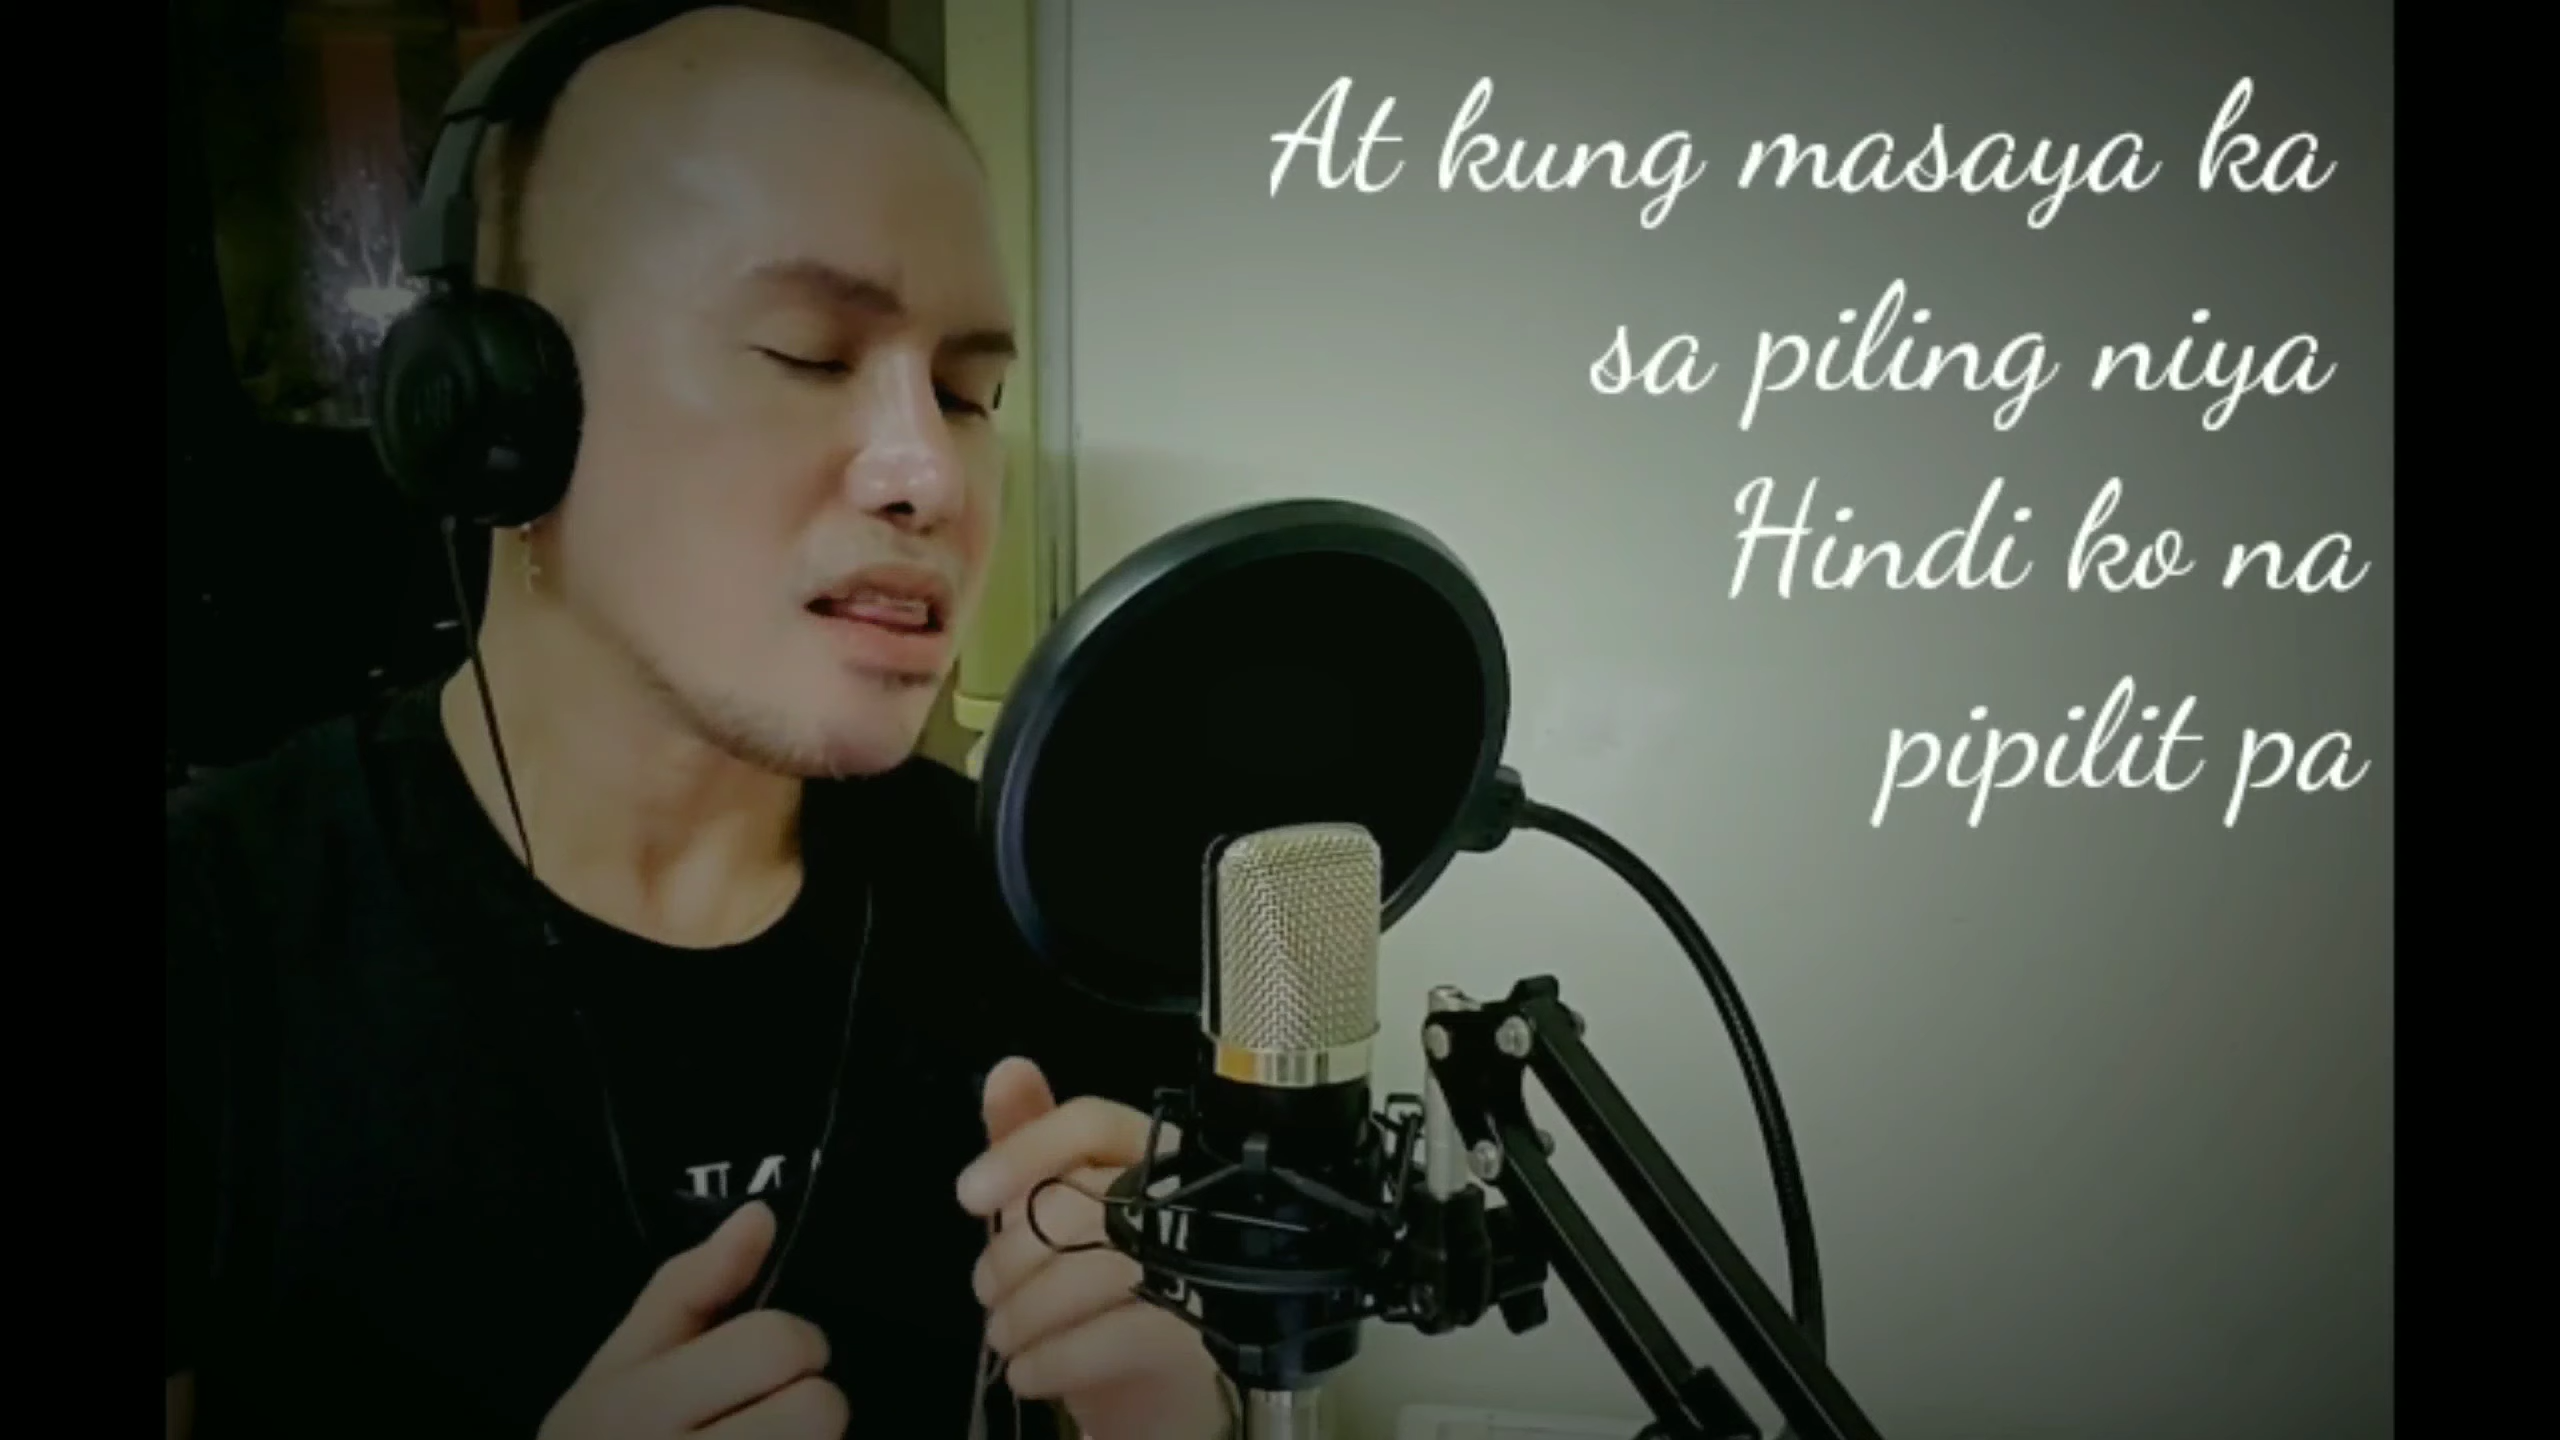 At kung masaya ka
sa piling niya
Hindi ko na
pipilit pa